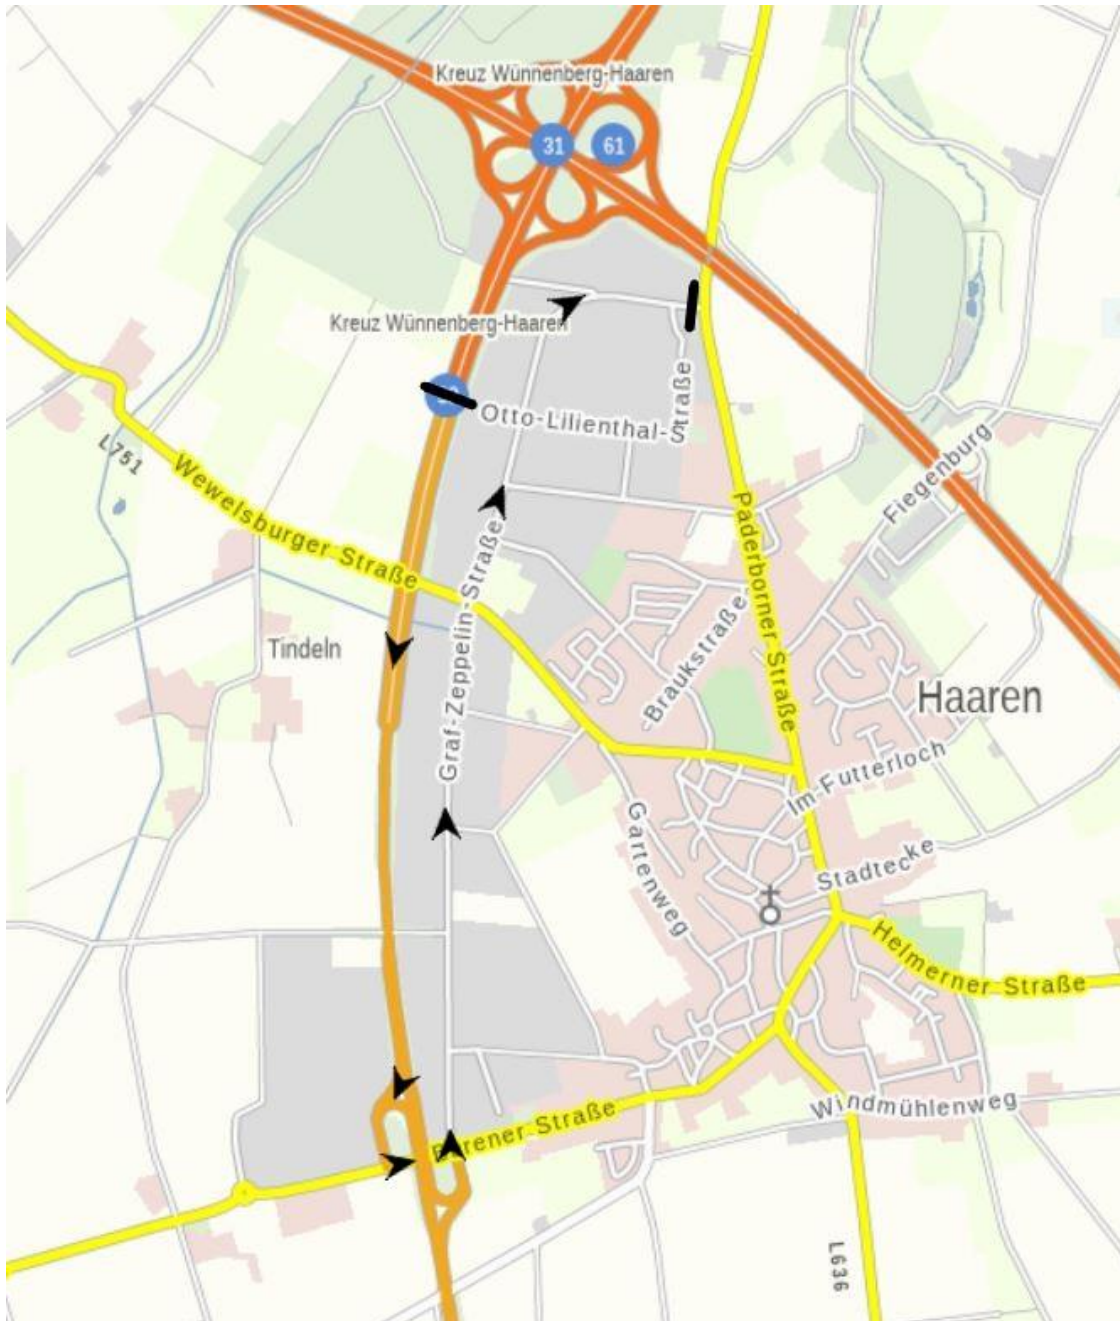 Kreuz Wünnenberg-Haaren
31
61
Kreuz Wünnenberg-Haaren
Otto-Lilienthal-Straße
L751
Wewelsburger Straße
Fiegenburg
Paderborner Straße
Graf-Zeppelin-Straße
Tindeln
Braukstraße
Haaren
Im-Futterloch
Gartenweg
Stadtecke
Helmerner Straße
Straße
Windmühlenweg
L636